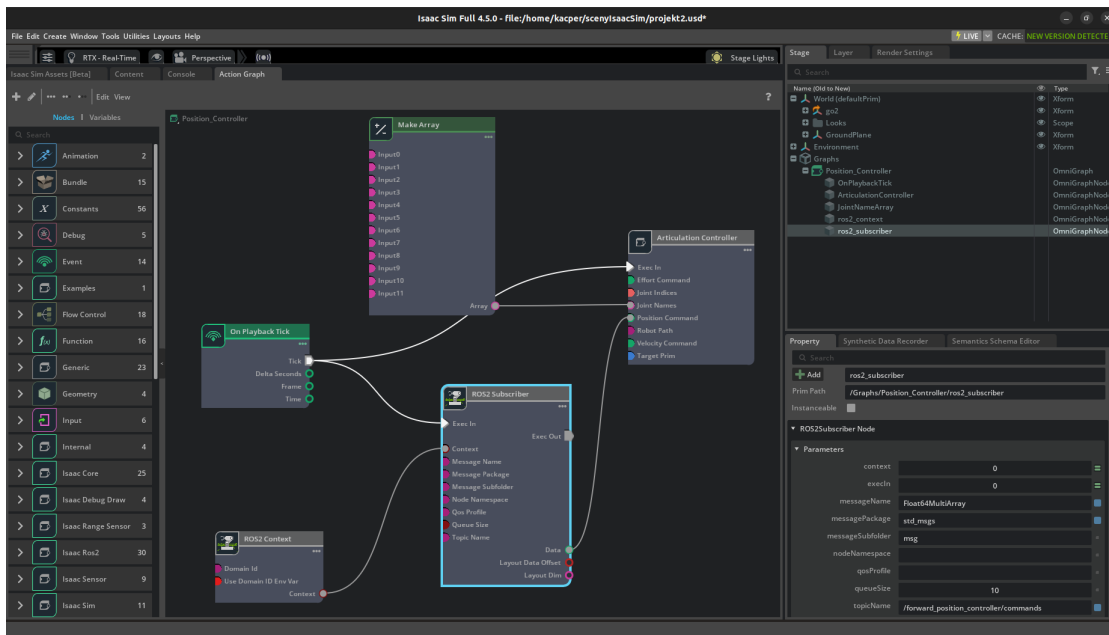 Isaac Sim Full 4.5.0 - file:/home/kacper/scenyIsaacSim/projekt2.usd*
File Edit Create Window Tools Utilities Layouts Help
LIVE CACHE: NEW VERSION DETECTE
RTX - Real-Time Perspective Stage Lights
Isaac Sim Assets [Beta] Content Console Action Graph
Edit View ?
Nodes | Variables
Search
Animation 2
Bundle 15
Constants 56
Debug 5
Event 14
Examples 1
Flow Control 18
Function 16
Generic 23
Geometry 4
Input 6
Internal 4
Isaac Core 25
Isaac Debug Draw 4
Isaac Range Sensor 3
Isaac Ros2 30
Isaac Sensor 9
Isaac Sim 11
Position_Controller
Make Array
Input0
Input1
Input2
Input3
Input4
Input5
Input6
Input7
Input8
Input9
Input10
Input11
Array
On Playback Tick
Tick
Delta Seconds
Frame
Time
ROS2 Context
Domain Id
Use Domain ID Env Var
Context
ROS2 Subscriber
Exec In
Exec Out
Context
Message Name
Message Package
Message Subfolder
Node Namespace
Qos Profile
Queue Size
Topic Name
Data
Layout Data Offset
Layout Dim
Articulation Controller
Exec In
Effort Command
Joint Indices
Joint Names
Position Command
Robot Path
Velocity Command
Target Prim
Stage Layer Render Settings
Search
Name (Old to New) Type
World (defaultPrim) Xform
go2 Xform
Looks Scope
GroundPlane Xform
Environment Xform
Graphs
Position_Controller OmniGraph
OnPlaybackTick OmniGraphNod
ArticulationController OmniGraphNod
JointNameArray OmniGraphNod
ros2_context OmniGraphNod
ros2_subscriber OmniGraphNod
Property Synthetic Data Recorder Semantics Schema Editor
Search
Add ros2_subscriber
Prim Path /Graphs/Position_Controller/ros2_subscriber
Instanceable
ROS2Subscriber Node
Parameters
context 0
execIn 0
messageName Float64MultiArray
messagePackage std_msgs
messageSubfolder msg
nodeNamespace
qosProfile
queueSize 10
topicName /forward_position_controller/commands